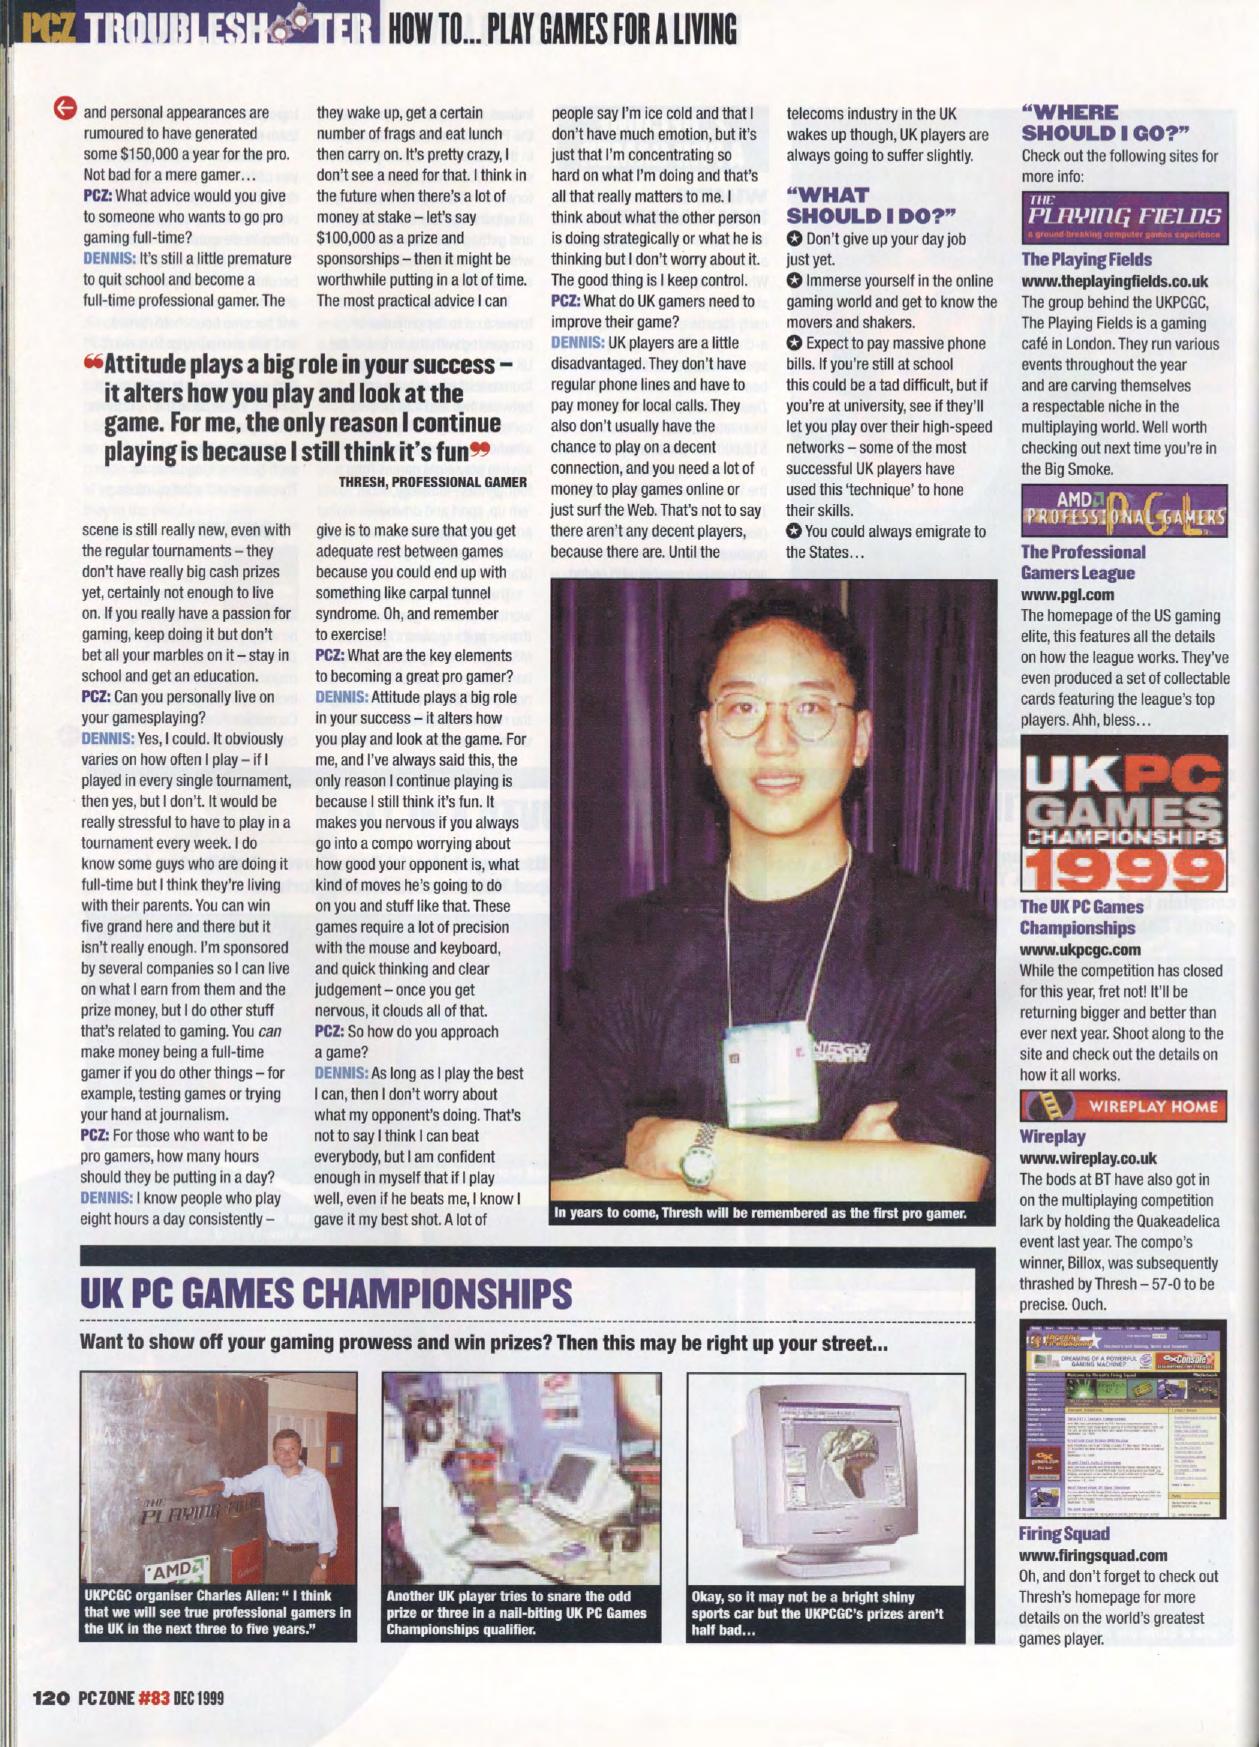 PCZ TROUBLESHOOTER HOW TO... PLAY GAMES FOR A LIVING
and personal appearances are
rumoured to have generated
some $150,000 a year for the pro.
Not bad for a mere gamer...
PCZ: What advice would you give
to someone who wants to go pro
gaming full-time?
DENNIS: It's still a little premature
to quit school and become a
full-time professional gamer. The
scene is still really new, even with
the regular tournaments – they
don't have really big cash prizes
yet, certainly not enough to live
on. If you really have a passion for
gaming, keep doing it but don't
bet all your marbles on it – stay in
school and get an education.
PCZ: Can you personally live on
your gamesplaying?
DENNIS: Yes, I could. It obviously
varies on how often I play – if I
played in every single tournament,
then yes, but I don't. It would be
really stressful to have to play in a
tournament every week. I do
know some guys who are doing it
full-time but I think they're living
with their parents. You can win
five grand here and there but it
isn't really enough. I'm sponsored
by several companies so I can live
on what I earn from them and the
prize money, but I do other stuff
that's related to gaming. You can
make money being a full-time
gamer if you do other things – for
example, testing games or trying
your hand at journalism.
PCZ: For those who want to be
pro gamers, how many hours
should they be putting in a day?
DENNIS: I know people who play
eight hours a day consistently –
they wake up, get a certain
number of frags and eat lunch
then carry on. It's pretty crazy, I
don't see a need for that. I think in
the future when there's a lot of
money at stake – let's say
$100,000 as a prize and
sponsorships – then it might be
worthwhile putting in a lot of time.
The most practical advice I can
give is to make sure that you get
adequate rest between games
because you could end up with
something like carpal tunnel
syndrome. Oh, and remember
to exercise!
PCZ: What are the key elements
to becoming a great pro gamer?
DENNIS: Attitude plays a big role
in your success – it alters how
you play and look at the game. For
me, and I've always said this, the
only reason I continue playing is
because I still think it's fun. It
makes you nervous if you always
go into a compo worrying about
how good your opponent is, what
kind of moves he's going to do
on you and stuff like that. These
games require a lot of precision
with the mouse and keyboard,
and quick thinking and clear
judgement – once you get
nervous, it clouds all of that.
PCZ: So how do you approach
a game?
DENNIS: As long as I play the best
I can, then I don't worry about
what my opponent's doing. That's
not to say I think I can beat
everybody, but I am confident
enough in myself that if I play
well, even if he beats me, I know I
gave it my best shot. A lot of
“Attitude plays a big role in your success –
it alters how you play and look at the
game. For me, the only reason I continue
playing is because I still think it's fun”
THRESH, PROFESSIONAL GAMER
people say I'm ice cold and that I
don't have much emotion, but it's
just that I'm concentrating so
hard on what I'm doing and that's
all that really matters to me. I
think about what the other person
is doing strategically or what he is
thinking but I don't worry about it.
The good thing is I keep control.
PCZ: What do UK gamers need to
improve their game?
DENNIS: UK players are a little
disadvantaged. They don't have
regular phone lines and have to
pay money for local calls. They
also don't usually have the
chance to play on a decent
connection, and you need a lot of
money to play games online or
just surf the Web. That's not to say
there aren't any decent players,
because there are. Until the
telecoms industry in the UK
wakes up though, UK players are
always going to suffer slightly.
“WHAT
SHOULD I DO?”
✪ Don't give up your day job
just yet.
✪ Immerse yourself in the online
gaming world and get to know the
movers and shakers.
✪ Expect to pay massive phone
bills. If you're still at school
this could be a tad difficult, but if
you're at university, see if they'll
let you play over their high-speed
networks – some of the most
successful UK players have
used this 'technique' to hone
their skills.
✪ You could always emigrate to
the States...
In years to come, Thresh will be remembered as the first pro gamer.
“WHERE
SHOULD I GO?”
Check out the following sites for
more info:
THE
PLAYING FIELDS
a ground-breaking computer games experience
The Playing Fields
www.theplayingfields.co.uk
The group behind the UKPCGC,
The Playing Fields is a gaming
café in London. They run various
events throughout the year
and are carving themselves
a respectable niche in the
multiplaying world. Well worth
checking out next time you're in
the Big Smoke.
AMD PGL
PROFESSIONAL GAMERS
The Professional
Gamers League
www.pgl.com
The homepage of the US gaming
elite, this features all the details
on how the league works. They've
even produced a set of collectable
cards featuring the league's top
players. Ahh, bless...
UKPC
GAMES
CHAMPIONSHIPS
1999
The UK PC Games
Championships
www.ukpcgc.com
While the competition has closed
for this year, fret not! It'll be
returning bigger and better than
ever next year. Shoot along to the
site and check out the details on
how it all works.
WIREPLAY HOME
Wireplay
www.wireplay.co.uk
The bods at BT have also got in
on the multiplaying competition
lark by holding the Quakeadelica
event last year. The compo's
winner, Billox, was subsequently
thrashed by Thresh – 57-0 to be
precise. Ouch.
DREAMING OF A POWERFUL
GAMING MACHINE?
Firing Squad
www.firingsquad.com
Oh, and don't forget to check out
Thresh's homepage for more
details on the world's greatest
games player.
UK PC GAMES CHAMPIONSHIPS
Want to show off your gaming prowess and win prizes? Then this may be right up your street...
THE
PLAYING FIELDS
AMD
UKPCGC organiser Charles Allen: “ I think
that we will see true professional gamers in
the UK in the next three to five years.”
Another UK player tries to snare the odd
prize or three in a nail-biting UK PC Games
Championships qualifier.
Okay, so it may not be a bright shiny
sports car but the UKPCGC's prizes aren't
half bad...
120 PC ZONE #83 DEC 1999